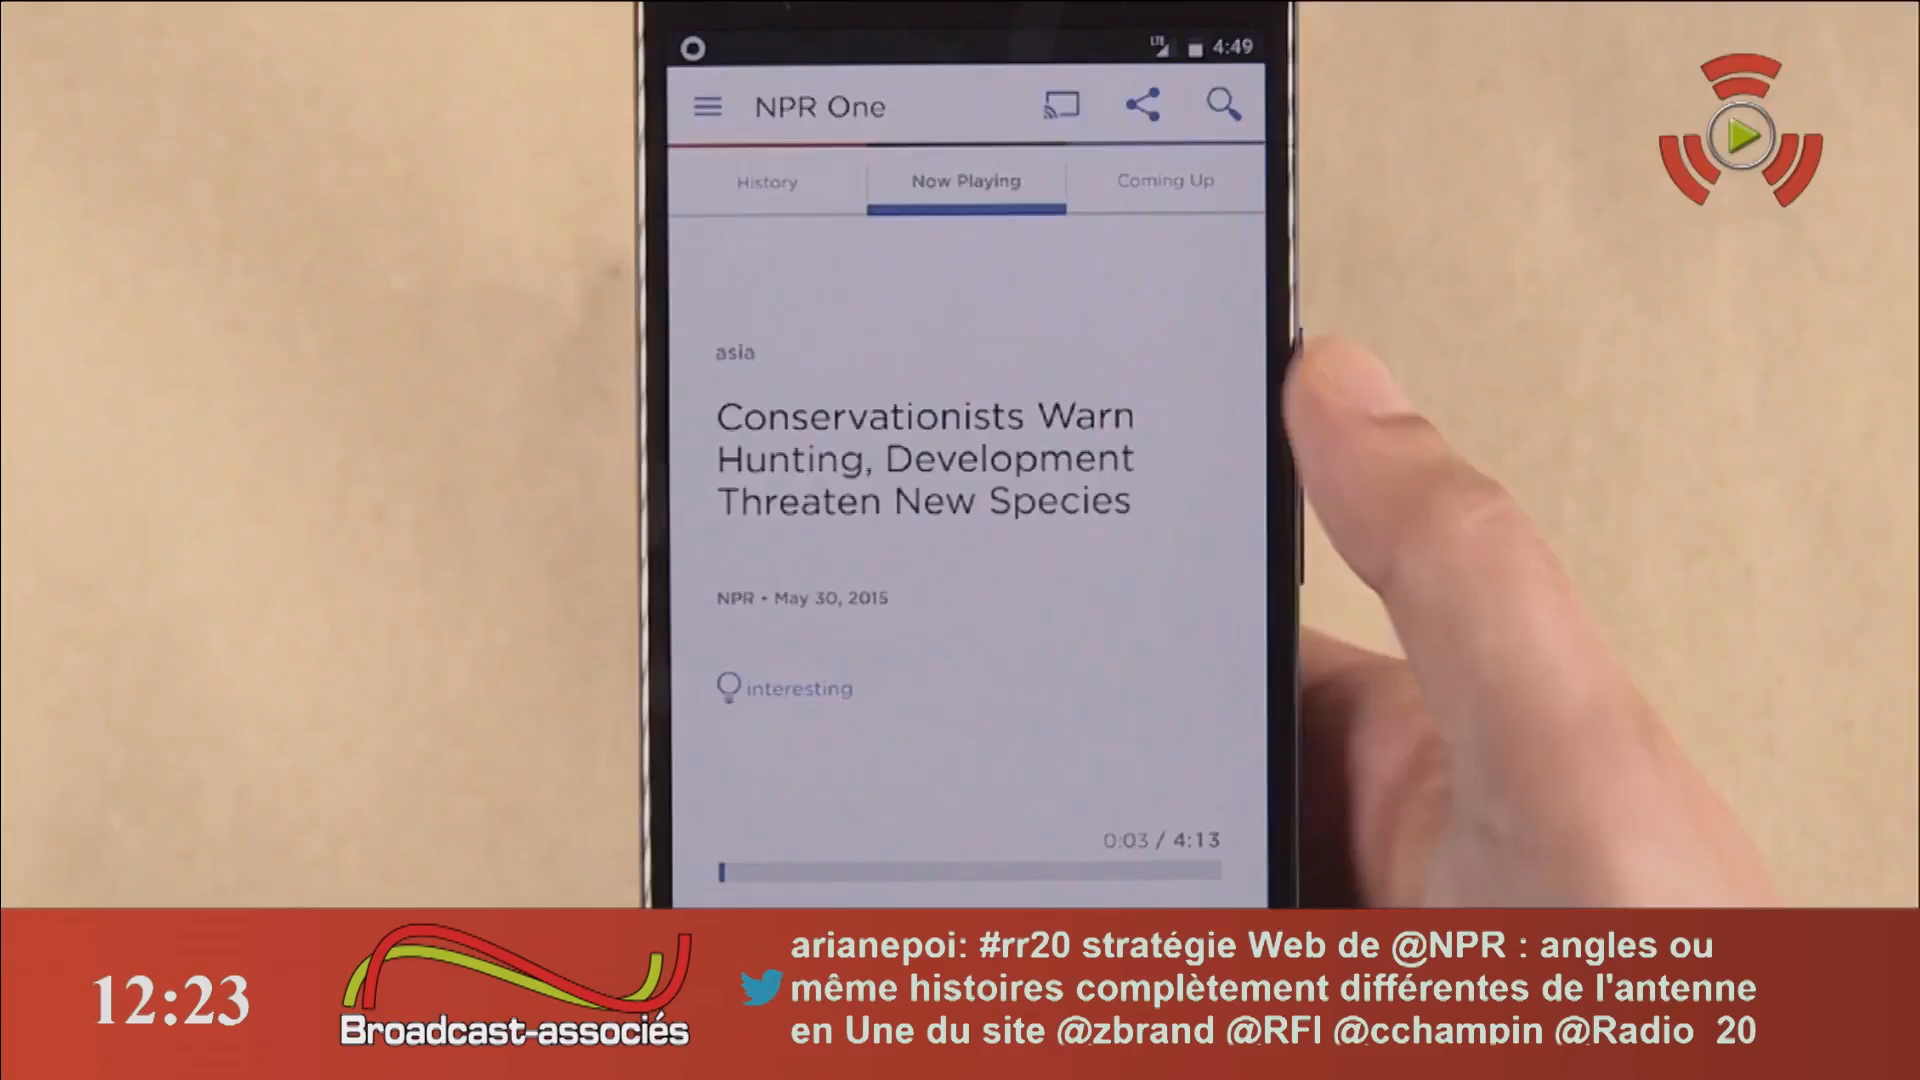 LTE 4:49
NPR One
History
Now Playing
Coming Up
asia
Conservationists Warn
Hunting, Development
Threaten New Species
NPR • May 30, 2015
interesting
0:03 / 4:13
12:23
Broadcast-associés
arianepoi: #rr20 stratégie Web de @NPR : angles ou
même histoires complètement différentes de l'antenne
en Une du site @zbrand @RFI @cchampin @Radio 20